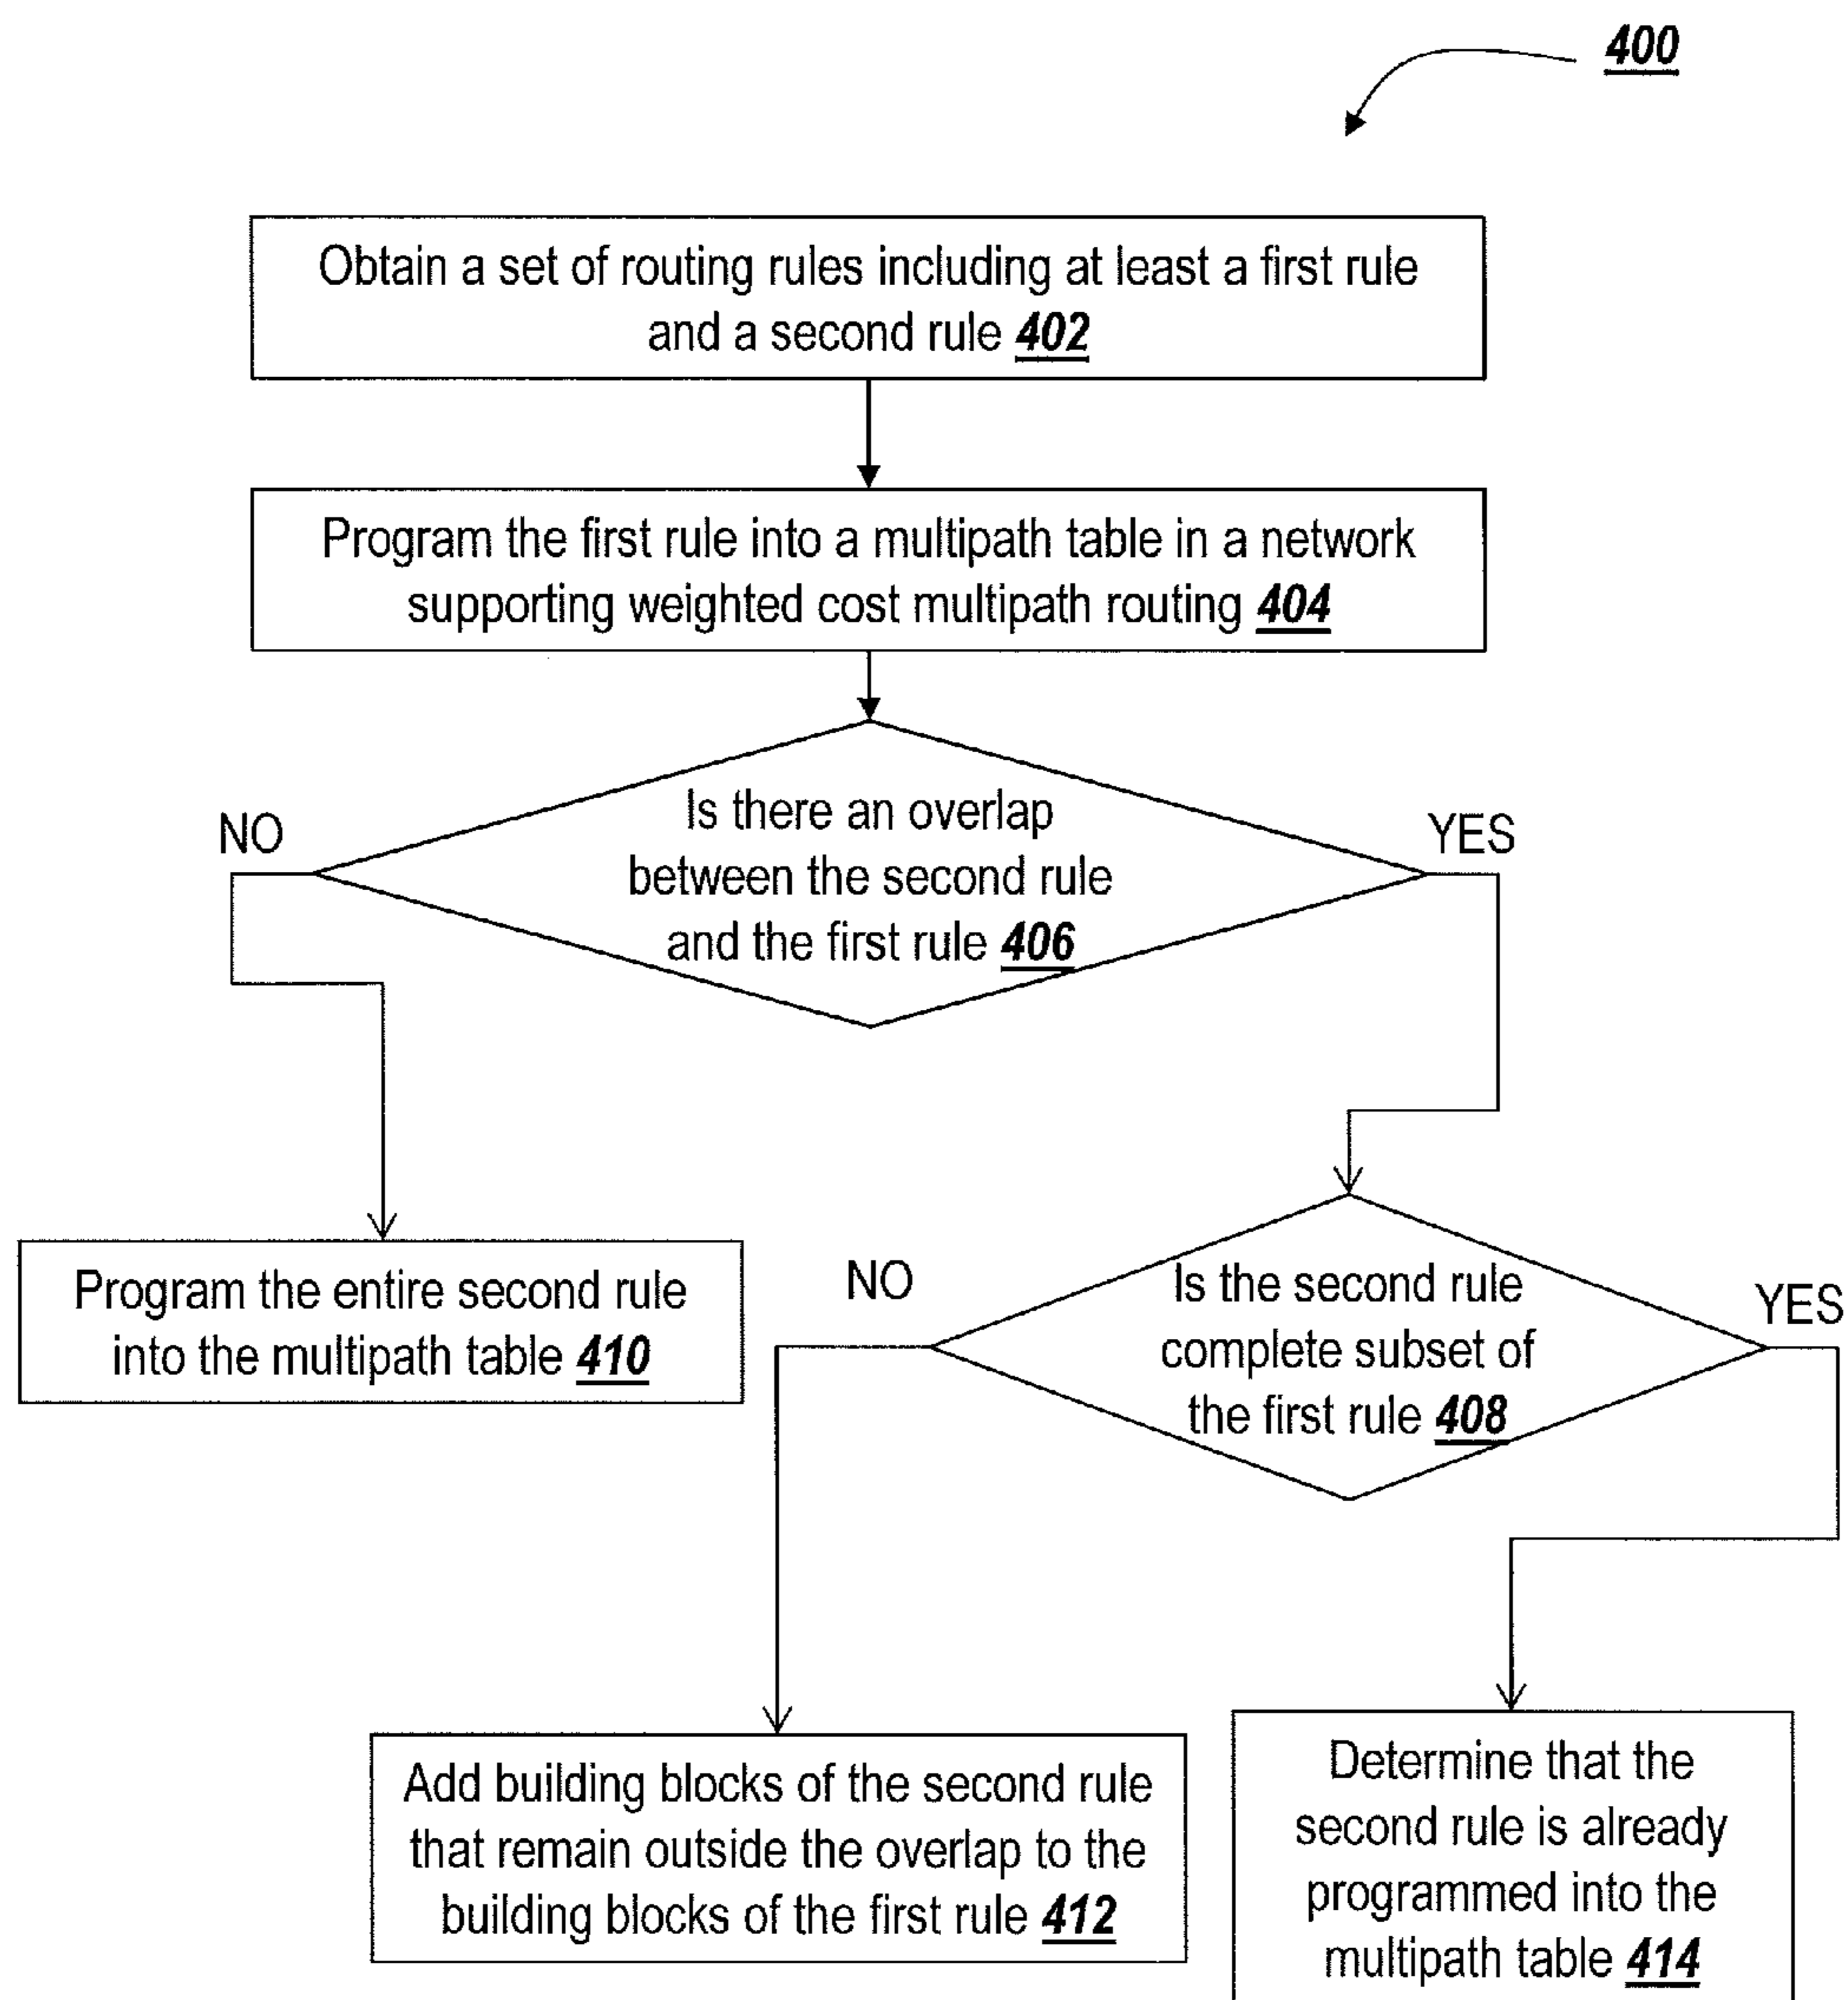 400
Obtain a set of routing rules including at least a first rule
and a second rule 402
Program the first rule into a multipath table in a network
supporting weighted cost multipath routing 404
Is there an overlap
between the second rule
and the first rule 406
NO
YES
Program the entire second rule
into the multipath table 410
Is the second rule
complete subset of
the first rule 408
NO
YES
Add building blocks of the second rule
that remain outside the overlap to the
building blocks of the first rule 412
Determine that the
second rule is already
programmed into the
multipath table 414